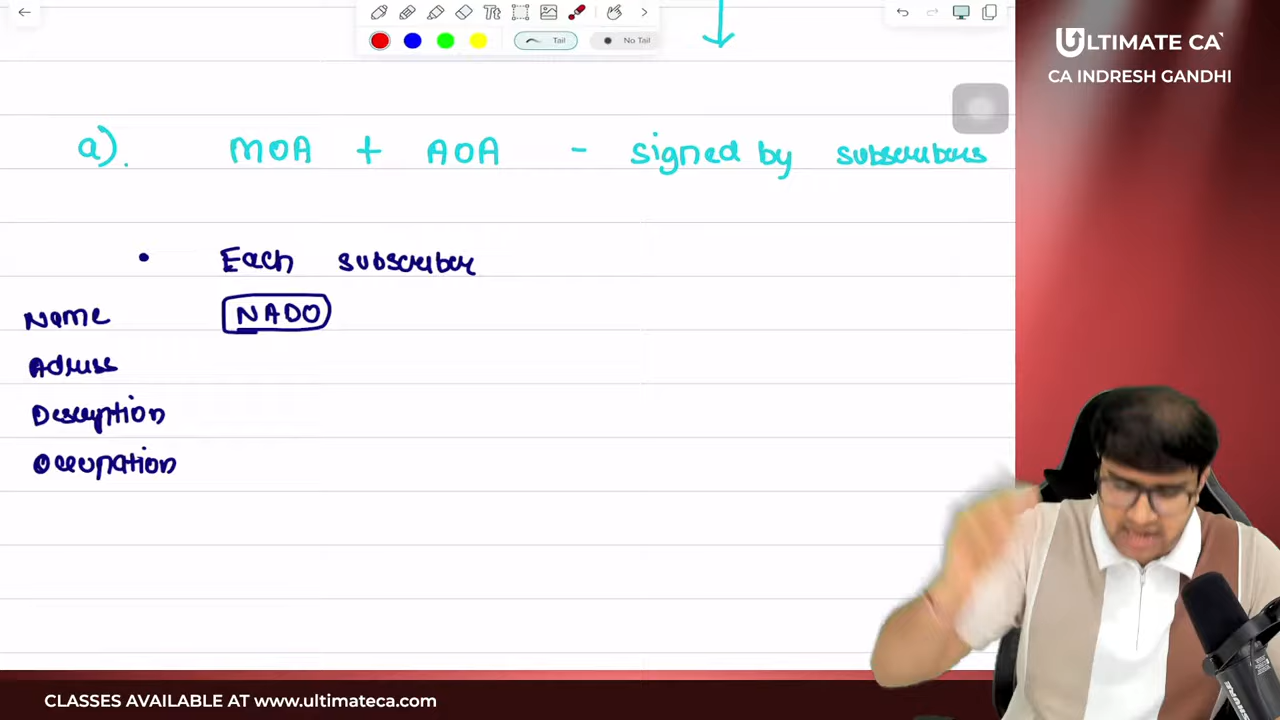 Tt
Tail
No Tail
ULTIMATE CA
CA INDRESH GANDHI
a). MOA + AOA - signed by subscribers
• Each subscriber
NADO
Name
Address
Description
Occupation
CLASSES AVAILABLE AT www.ultimateca.com